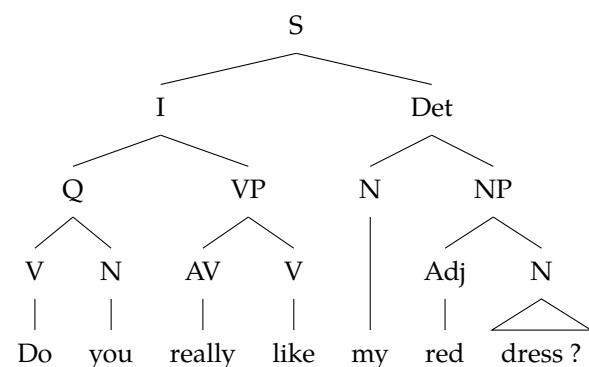 S
I Det
Q VP N NP
V N AV V Adj N
Do you really like my red dress ?